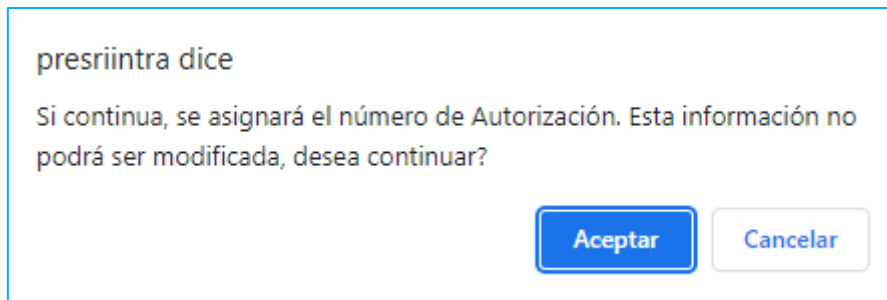 presriintra dice
Si continua, se asignará el número de Autorización. Esta información no
podrá ser modificada, desea continuar?
Aceptar
Cancelar